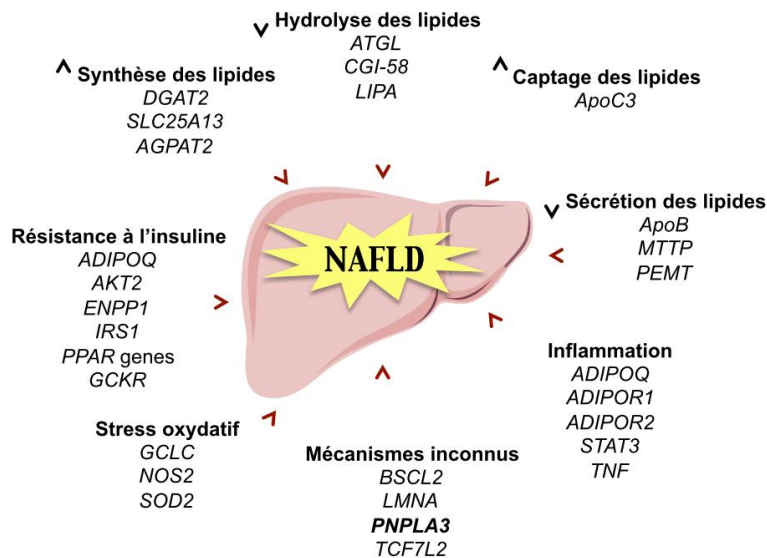 Hydrolyse des lipides
ATGL
CGI-58
LIPA
Synthèse des lipides
DGAT2
SLC25A13
AGPAT2
Captage des lipides
ApoC3
Sécrétion des lipides
ApoB
MTTP
PEMT
Résistance à l’insuline
ADIPOQ
AKT2
ENPP1
IRS1
PPAR genes
GCKR
NAFLD
Inflammation
ADIPOQ
ADIPOR1
ADIPOR2
STAT3
TNF
Stress oxydatif
GCLC
NOS2
SOD2
Mécanismes inconnus
BSCL2
LMNA
PNPLA3
TCF7L2